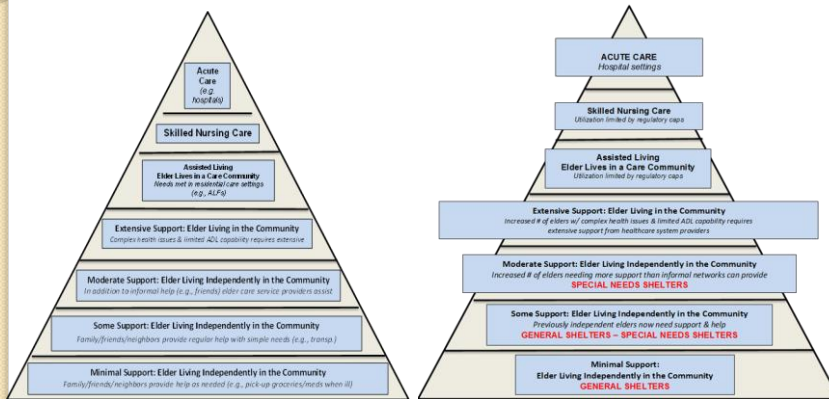 Acute
Care
(e.g.
hospitals)
Skilled Nursing Care
Assisted Living
Elder Lives in a Care Community
Needs met in residential care settings
(e.g., ALFs)
Extensive Support: Elder Living in the Community
Complex health issues & limited ADL capability requires extensive
Moderate Support: Elder Living Independently in the Community
In addition to informal help (e.g., friends) elder care service providers assist
Some Support: Elder Living Independently in the Community
Family/friends/neighbors provide regular help with simple needs (e.g., transp.)
Minimal Support: Elder Living Independently in the Community
Family/friends/neighbors provide help as needed (e.g., pick-up groceries/meds when ill)
ACUTE CARE
Hospital settings
Skilled Nursing Care
Utilization limited by regulatory caps
Assisted Living
Elder Lives in a Care Community
Utilization limited by regulatory caps
Extensive Support: Elder Living in the Community
Increased # of elders w/ complex health issues & limited ADL capability requires
extensive support from healthcare system providers
Moderate Support: Elder Living Independently in the Community
Increased # of elders needing more support than informal networks can provide
SPECIAL NEEDS SHELTERS
Some Support: Elder Living Independently in the Community
Previously independent elders now need support & help
GENERAL SHELTERS – SPECIAL NEEDS SHELTERS
Minimal Support:
Elder Living Independently in the Community
GENERAL SHELTERS